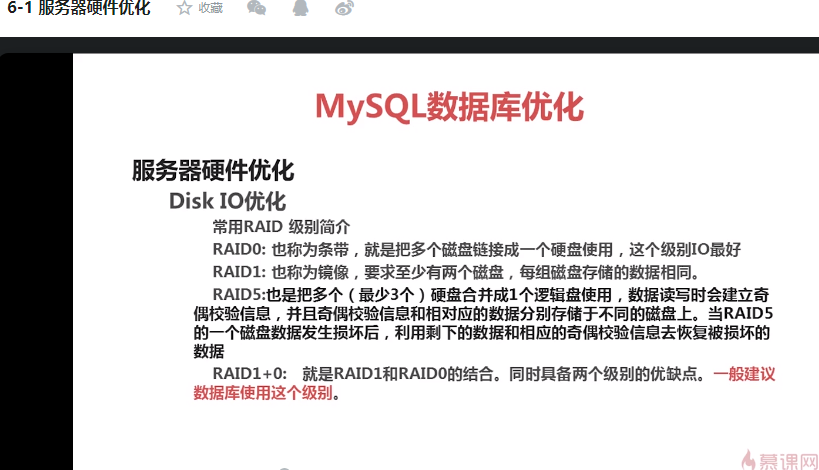 6-1 服务器硬件优化 收藏
MySQL数据库优化
服务器硬件优化
Disk IO优化
常用RAID 级别简介
RAID0: 也称为条带，就是把多个磁盘链接成一个硬盘使用，这个级别IO最好
RAID1: 也称为镜像，要求至少有两个磁盘，每组磁盘存储的数据相同。
RAID5:也是把多个（最少3个）硬盘合并成1个逻辑盘使用，数据读写时会建立奇
偶校验信息，并且奇偶校验信息和相对应的数据分别存储于不同的磁盘上。当RAID5
的一个磁盘数据发生损坏后，利用剩下的数据和相应的奇偶校验信息去恢复被损坏的
数据
RAID1+0: 就是RAID1和RAID0的结合。同时具备两个级别的优缺点。一般建议
数据库使用这个级别。
慕课网